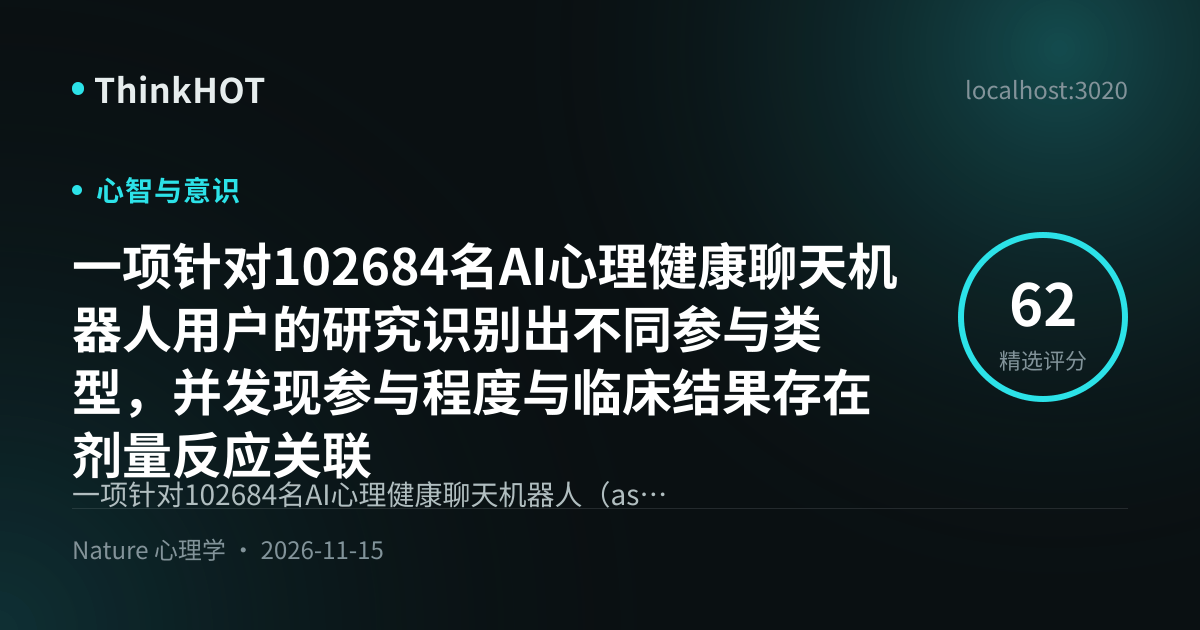 ThinkHOT
localhost:3020
心智与意识
一项针对102684名AI心理健康聊天机
器人用户的研究识别出不同参与类
型，并发现参与程度与临床结果存在
剂量反应关联
62
精选评分
一项针对102684名AI心理健康聊天机器人（as…
Nature 心理学 · 2026-11-15